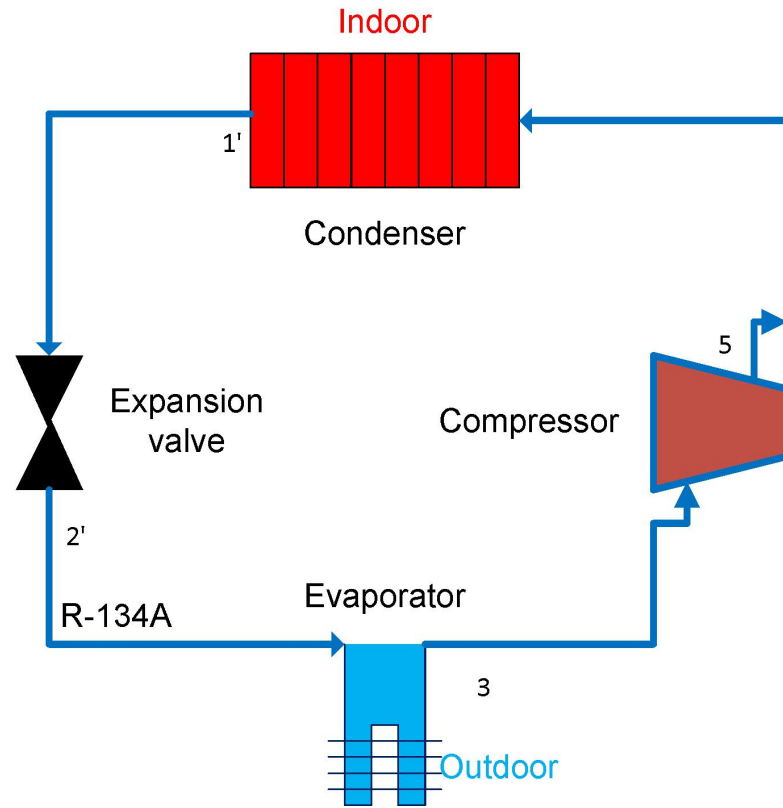 Indoor
1'
Condenser
5
Expansion
valve
Compressor
2'
R-134A
Evaporator
3
Outdoor